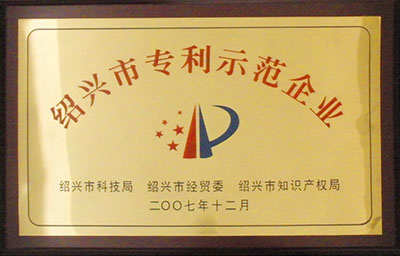 绍兴市专利示范企业
绍兴市科技局 绍兴市经贸委 绍兴市知识产权局
二〇〇七年十二月